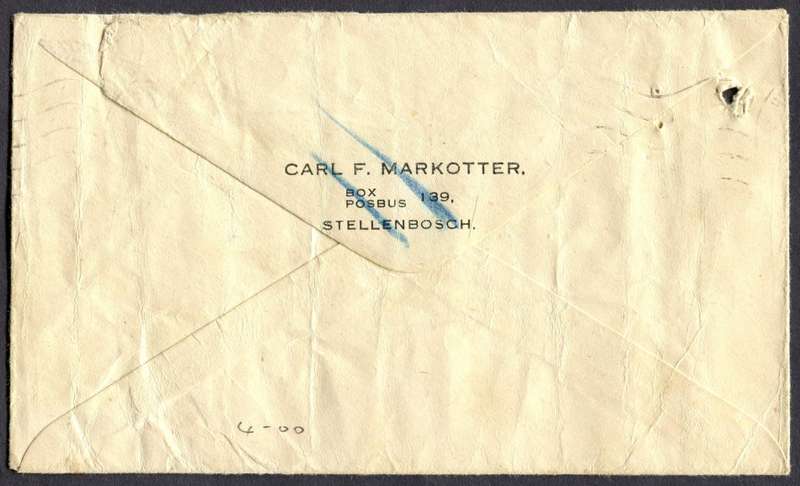 CARL F. MARKOTTER,
BOX
POSBUS 139,
STELLENBOSCH.
4-00